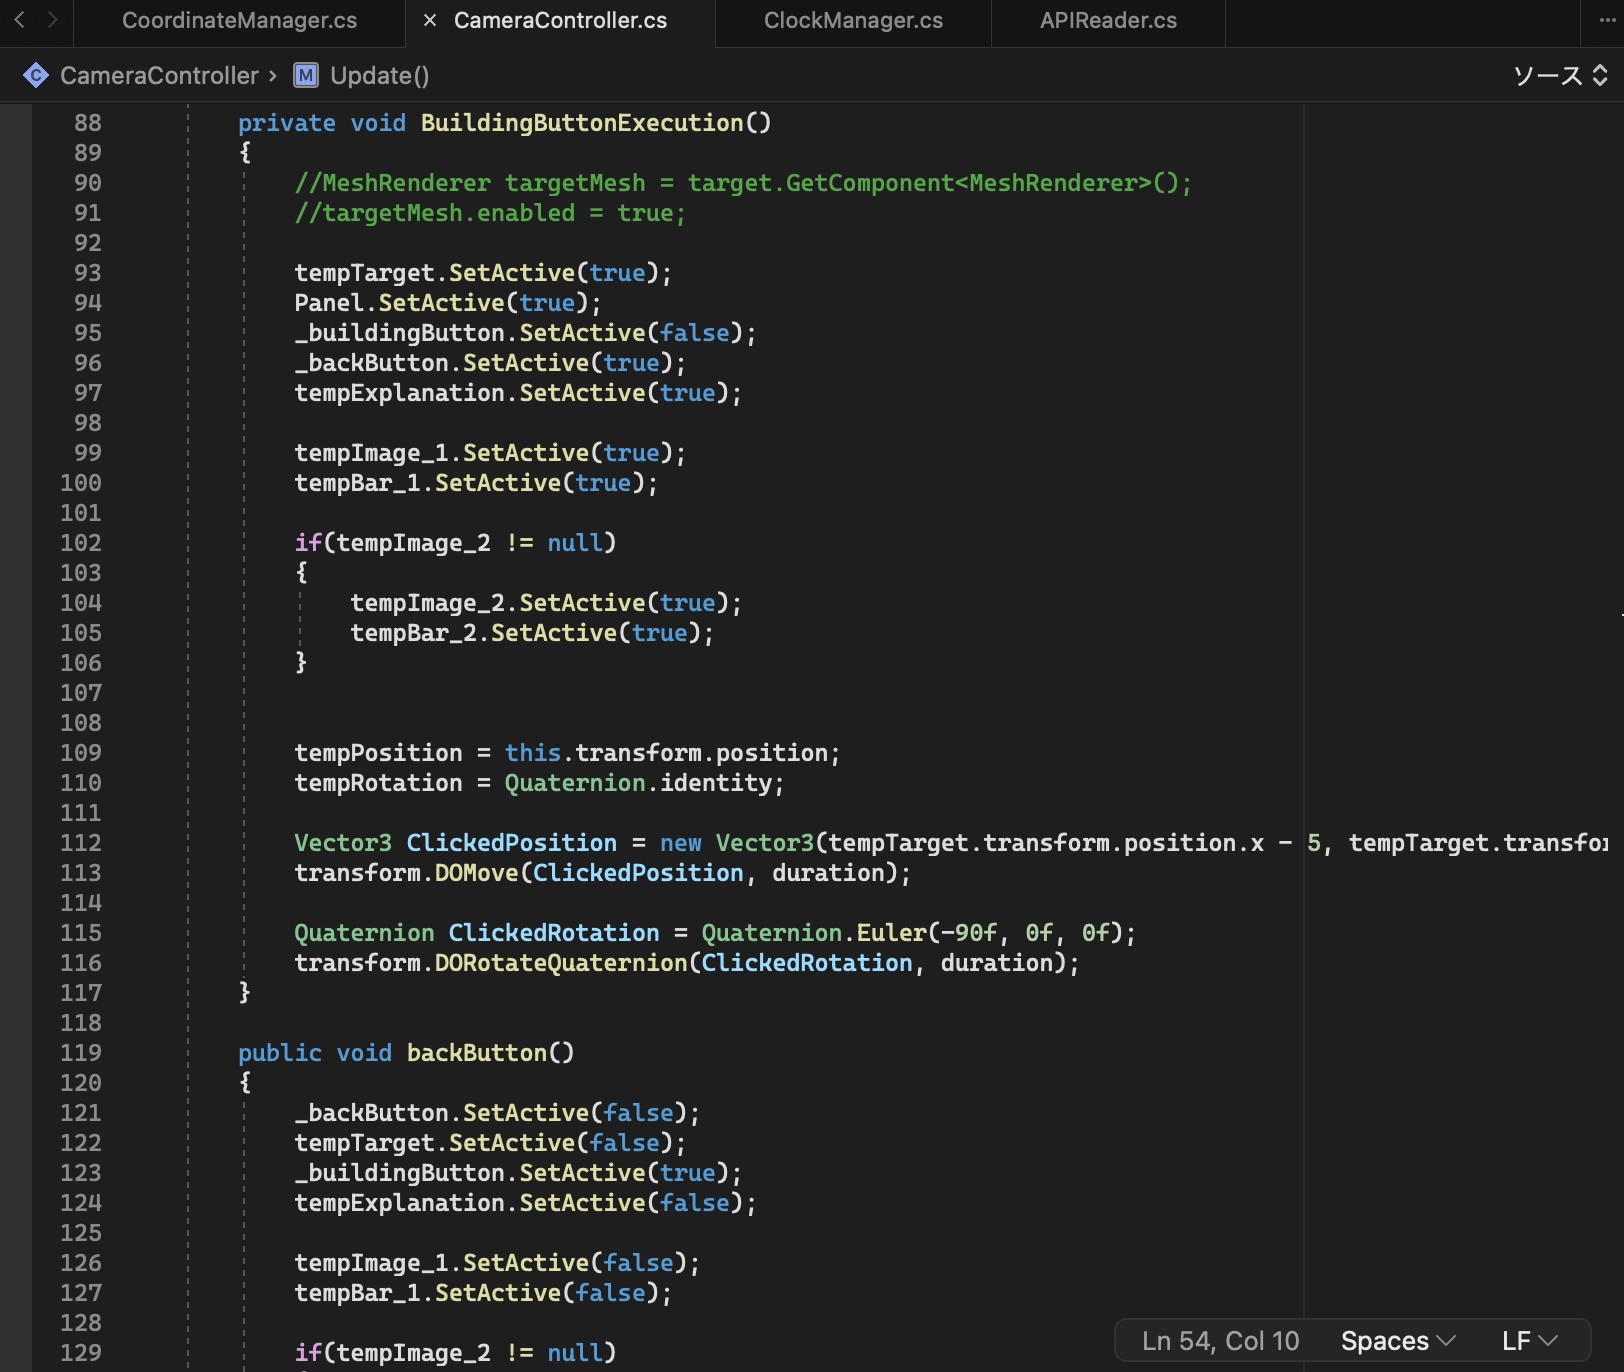 CoordinateManager.cs
× CameraController.cs
ClockManager.cs
APIReader.cs
CameraController › M Update()
ソース
88 private void BuildingButtonExecution()
89 {
90 //MeshRenderer targetMesh = target.GetComponent<MeshRenderer>();
91 //targetMesh.enabled = true;
92
93 tempTarget.SetActive(true);
94 Panel.SetActive(true);
95 _buildingButton.SetActive(false);
96 _backButton.SetActive(true);
97 tempExplanation.SetActive(true);
98
99 tempImage_1.SetActive(true);
100 tempBar_1.SetActive(true);
101
102 if(tempImage_2 != null)
103 {
104 tempImage_2.SetActive(true);
105 tempBar_2.SetActive(true);
106 }
107
108
109 tempPosition = this.transform.position;
110 tempRotation = Quaternion.identity;
111
112 Vector3 ClickedPosition = new Vector3(tempTarget.transform.position.x - 5, tempTarget.transfor
113 transform.DOMove(ClickedPosition, duration);
114
115 Quaternion ClickedRotation = Quaternion.Euler(-90f, 0f, 0f);
116 transform.DORotateQuaternion(ClickedRotation, duration);
117 }
118
119 public void backButton()
120 {
121 _backButton.SetActive(false);
122 tempTarget.SetActive(false);
123 _buildingButton.SetActive(true);
124 tempExplanation.SetActive(false);
125
126 tempImage_1.SetActive(false);
127 tempBar_1.SetActive(false);
128
129 if(tempImage_2 != null)
Ln 54, Col 10 Spaces LF